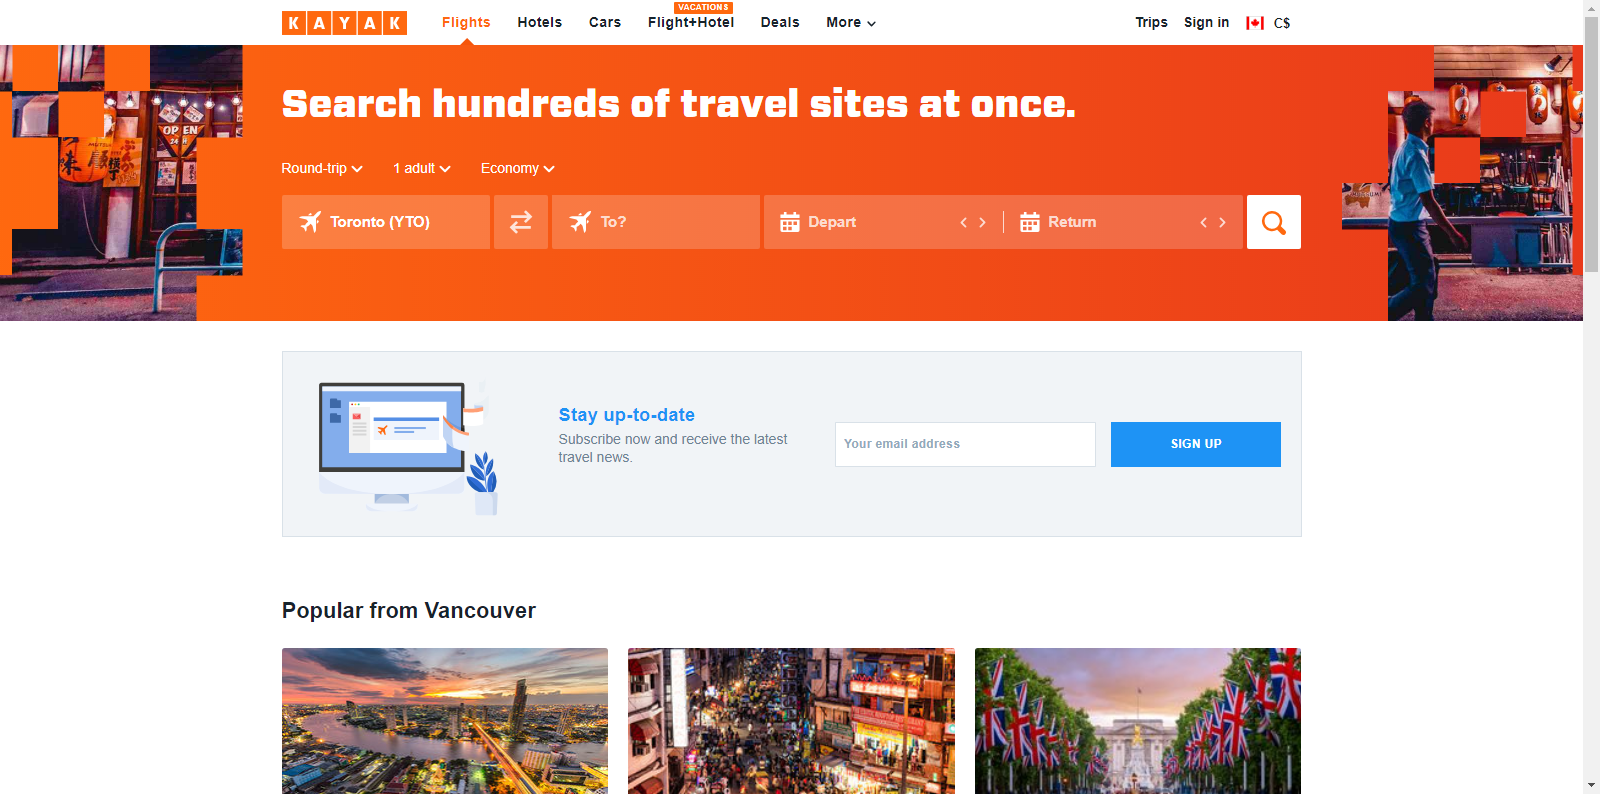 KAYAK
Flights
Hotels
Cars
VACATIONS
Flight+Hotel
Deals
More
Trips
Sign in
C$
Search hundreds of travel sites at once.
Round-trip
1 adult
Economy
Toronto (YTO)
To?
Depart
Return
OPEN
Stay up-to-date
Subscribe now and receive the latest
travel news.
Your email address
SIGN UP
Popular from Vancouver